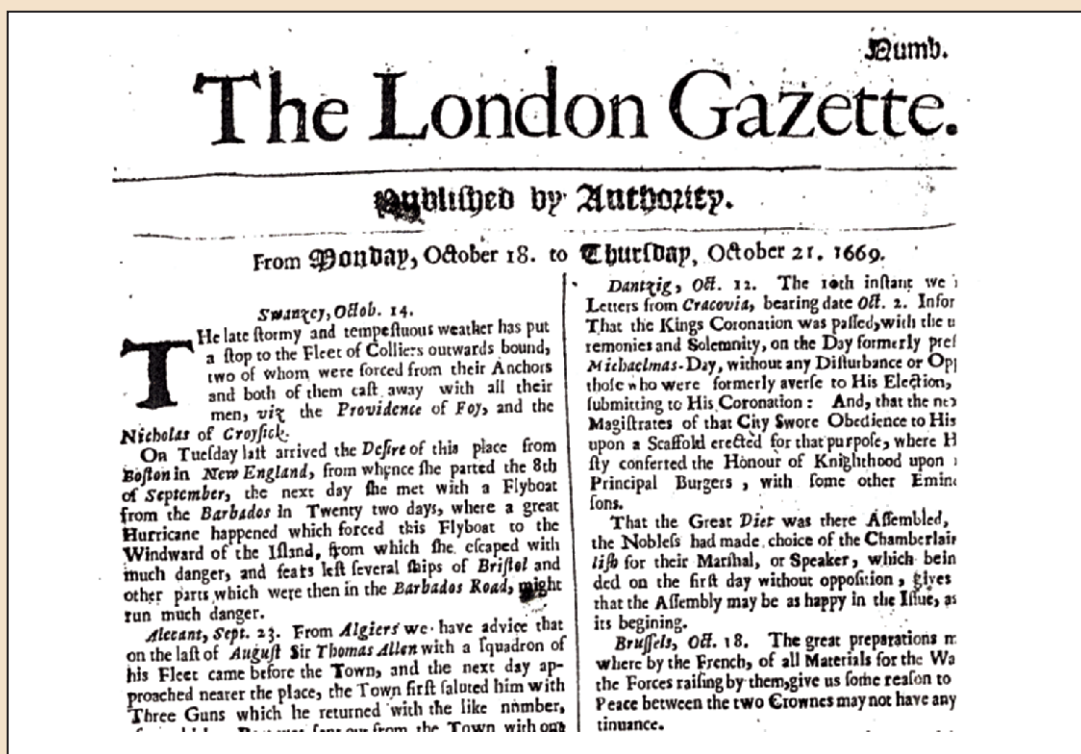 Numb.
The London Gazette.
Published by Authority.
From Monday, October 18. to Thursday, October 21. 1669.
Swanzey, Octob. 14.
THe late ſtormy and tempeſtuous weather has put
a ſtop to the Fleet of Colliers outwards bound,
two of whom were forced from their Anchors
and both of them caſt away with all their
men, viz the Providence of Foy, and the
Nicholas of Croyſick.
On Tueſday laſt arrived the Deſire of this place from
Boſton in New England, from whence ſhe parted the 8th
of September, the next day ſhe met with a Flyboat
from the Barbados in Twenty two days, where a great
Hurricane happened which forced this Flyboat to the
Windward of the Iſland, from which ſhe eſcaped with
much danger, and fears left ſeveral ſhips of Briſtol and
other parts which were then in the Barbados Road, might
run much danger.
Alecant, Sept. 23. From Algiers we have advice that
on the laſt of Auguſt Sir Thomas Allen with a ſquadron of
his Fleet came before the Town, and the next day ap-
proached nearer the place, the Town firſt ſaluted him with
Three Guns which he returned with the like nnmber,
from the Town with
Dantzig, Oct. 12. The 10th inſtant we
Letters from Cracovia, bearing date Oct. 2. Infor
That the Kings Coronation was paſſed, with the u
remonies and Solemnity, on the Day formerly pref
Michaelmas-Day, without any Diſturbance or Opp
thoſe who were formerly averſe to His Election,
ſubmitting to His Coronation: And, that the
Magiſtrates of that City Swore Obedience to His
upon a Scaffold erected for that purpoſe, where H
ſty conferred the Honour of Knighthood upon
Principal Burgers, with ſome other Emine
ſons.
That the Great Diet was there Aſſembled,
the Nobleſs had made choice of the Chamberlain
liſh for their Marſhal, or Speaker, which bein
ded on the firſt day without oppoſition, gives
that the Aſſembly may be as happy in the Iſſue, as
its begining.
Bruſſels, Oct. 18. The great preparations m
where by the French, of all Materials for the Wa
the Forces raiſing by them, give us ſome reaſon to
Peace between the two Crownes may not have any
tinuance.